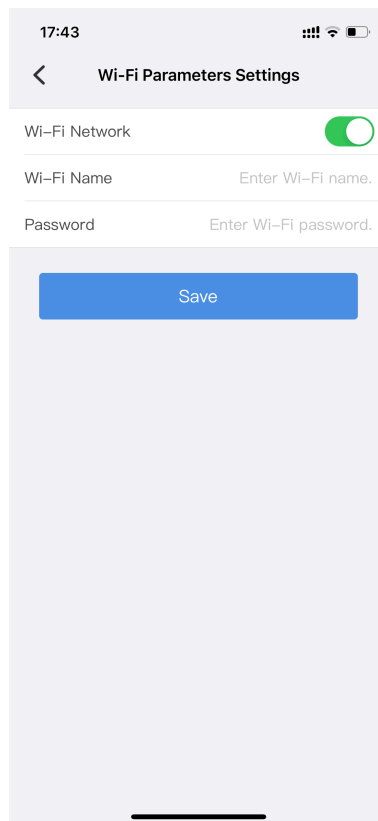 17:43
Wi-Fi Parameters Settings
Wi-Fi Network
Wi-Fi Name Enter Wi-Fi name.
Password Enter Wi-Fi password.
Save